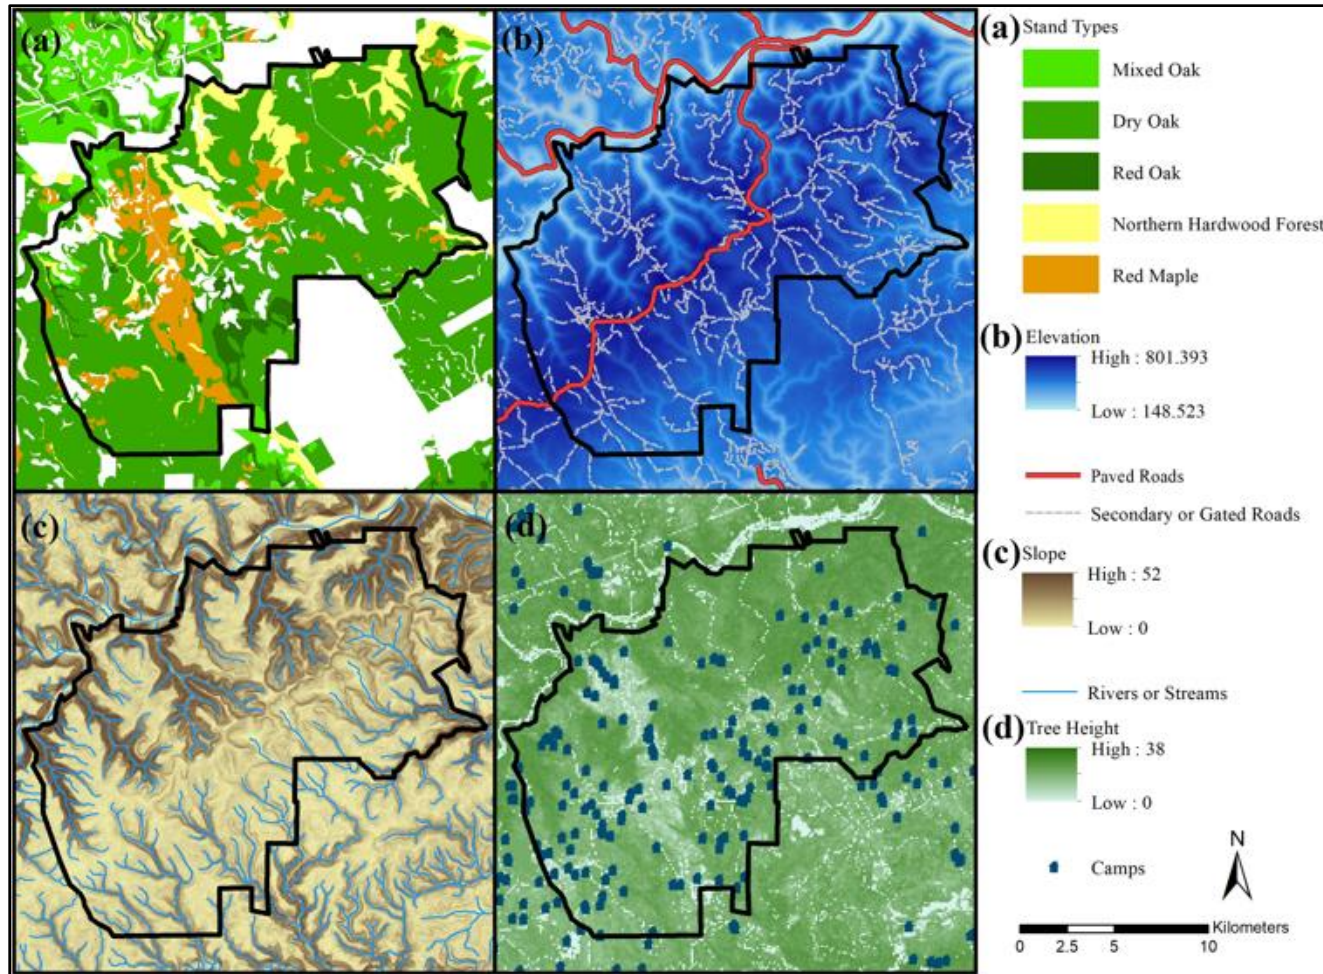 (a)
(b)
(c)
(d)
(a) Stand Types
Mixed Oak
Dry Oak
Red Oak
Northern Hardwood Forest
Red Maple
(b) Elevation
High : 801.393
Low : 148.523
Paved Roads
Secondary or Gated Roads
(c) Slope
High : 52
Low : 0
Rivers or Streams
(d) Tree Height
High : 38
Low : 0
Camps
N
Kilometers
0 2.5 5 10